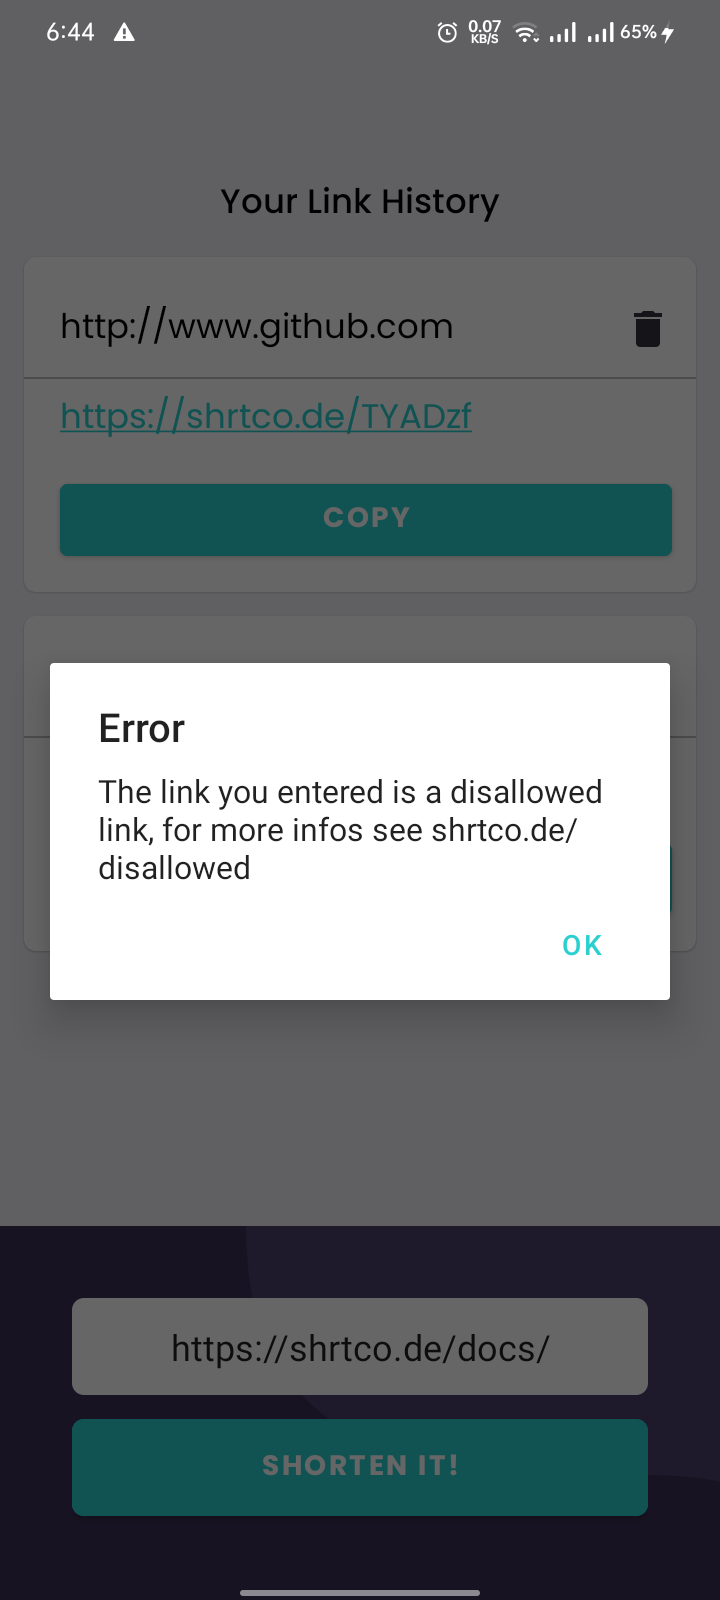 6:44
0.07
KB/S
65%
Your Link History
http://www.github.com
https://shrtco.de/TYADzf
COPY
Error
The link you entered is a disallowed
link, for more infos see shrtco.de/
disallowed
OK
https://shrtco.de/docs/
SHORTEN IT!